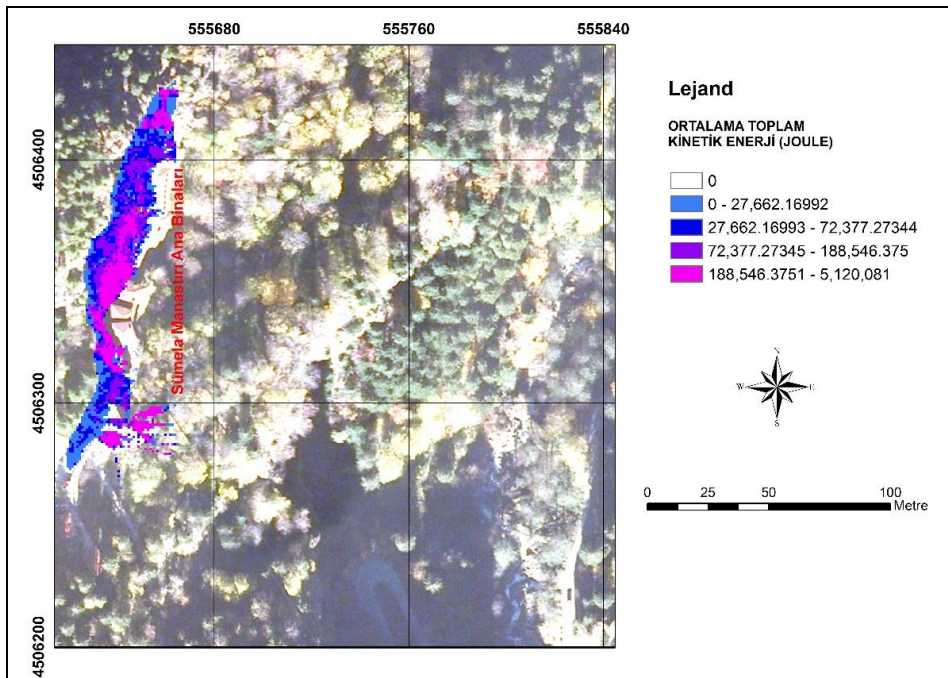 555680
555760
555840
4506400
4506300
4506200
Sümela Manastırı Ana Binaları
Lejand
ORTALAMA TOPLAM
KİNETİK ENERJİ (JOULE)
0
0 - 27,662.16992
27,662.16993 - 72,377.27344
72,377.27345 - 188,546.375
188,546.3751 - 5,120,081
N
W
E
S
0 25 50 100
Metre